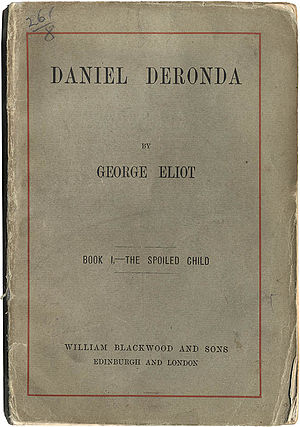 261
8
DANIEL DERONDA
BY
GEORGE ELIOT
BOOK I.—THE SPOILED CHILD
WILLIAM BLACKWOOD AND SONS
EDINBURGH AND LONDON